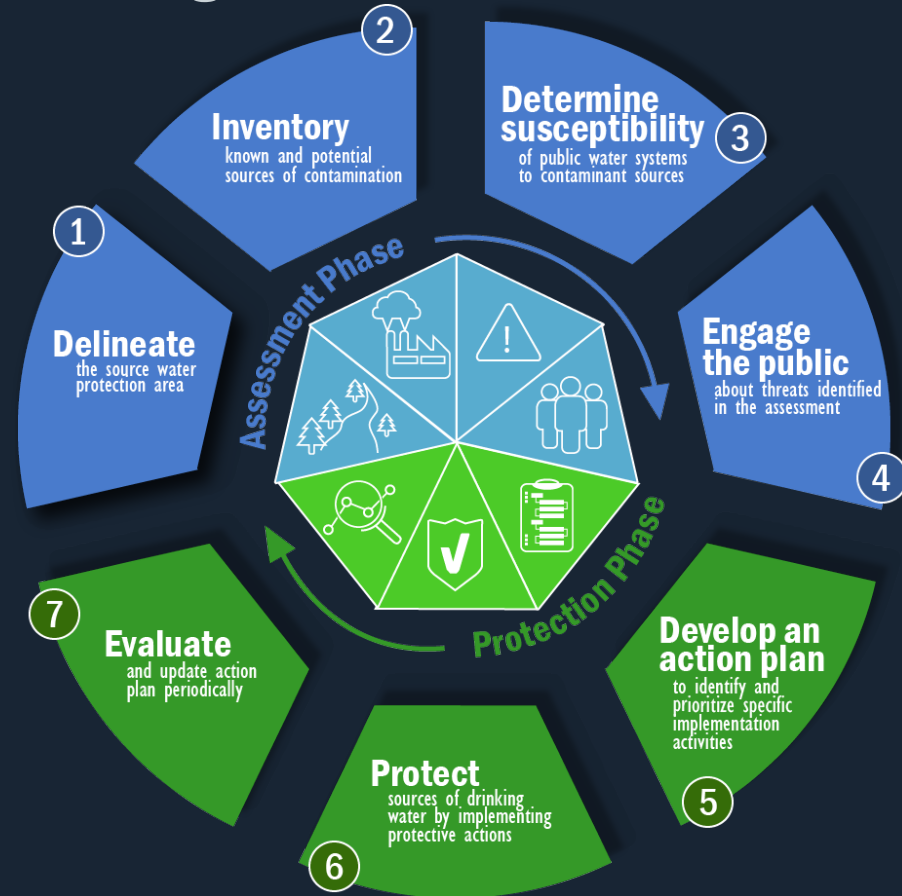 1
Delineate
the source water
protection area
2
Inventory
known and potential
sources of contamination
3
Determine
susceptibility
of public water systems
to contaminant sources
4
Engage
the public
about threats identified
in the assessment
5
Develop an
action plan
to identify and
prioritize specific
implementation
activities
6
Protect
sources of drinking
water by implementing
protective actions
7
Evaluate
and update action
plan periodically
Assessment Phase
Protection Phase
!